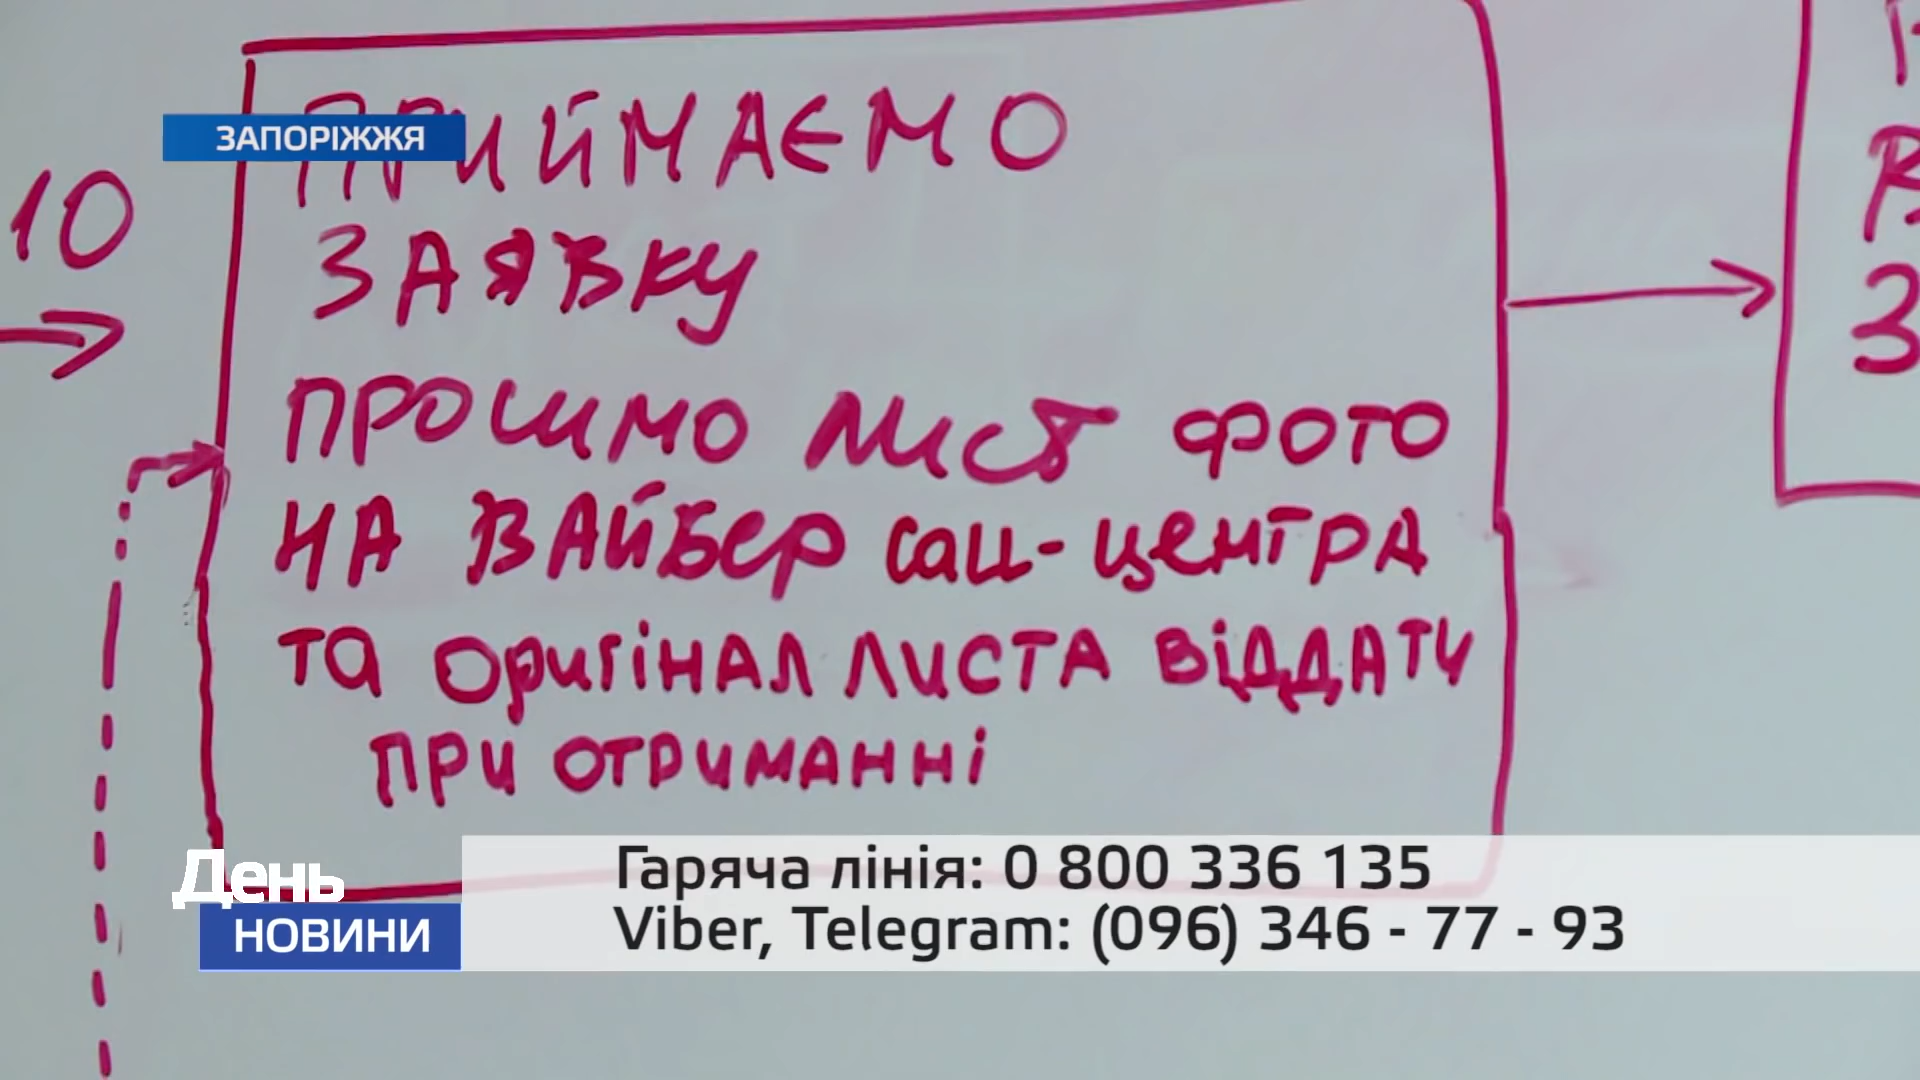 ЗАПОРІЖЖЯ
10
ПРИЙМАЄМО
ЗАЯВКУ
ПРОСИМО ЛИСТ ФОТО
НА ВАЙБЕР соц-центра
та оригінал листа віддати
при отриманні
День
НОВИНИ
Гаряча лінія: 0 800 336 135
Viber, Telegram: (096) 346 - 77 - 93